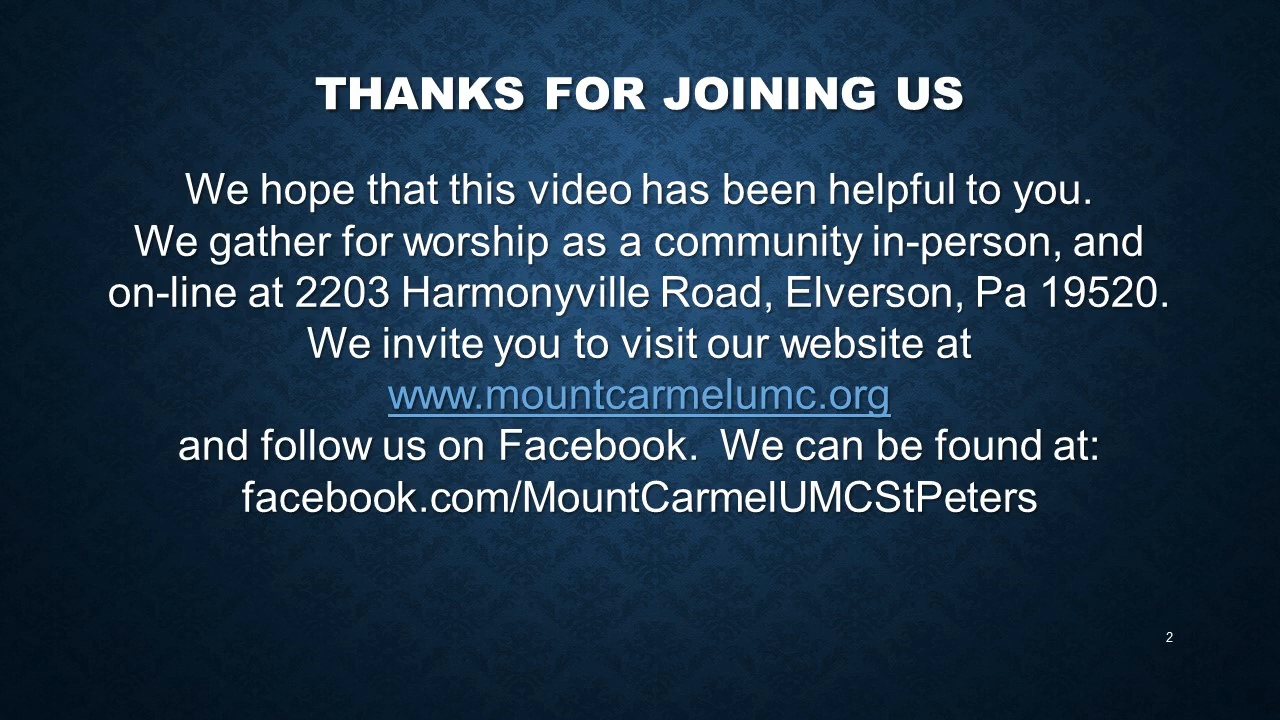 THANKS FOR JOINING US
We hope that this video has been helpful to you.
We gather for worship as a community in-person, and
on-line at 2203 Harmonyville Road, Elverson, Pa 19520.
We invite you to visit our website at
www.mountcarmelumc.org
and follow us on Facebook.  We can be found at:
facebook.com/MountCarmelUMCStPeters
2